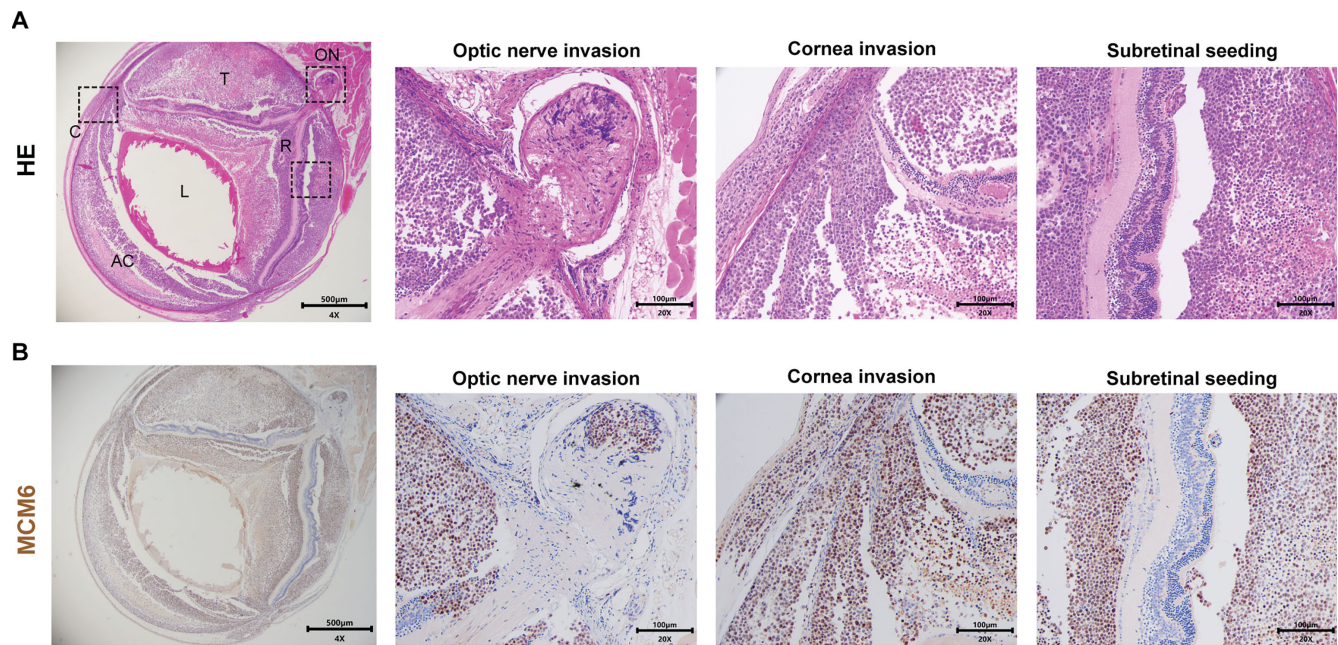 A
HE
T
ON
C
R
L
AC
500μm
4X
Optic nerve invasion
100μm
20X
Cornea invasion
100μm
20X
Subretinal seeding
100μm
20X
B
MCM6
500μm
4X
Optic nerve invasion
100μm
20X
Cornea invasion
100μm
20X
Subretinal seeding
100μm
20X